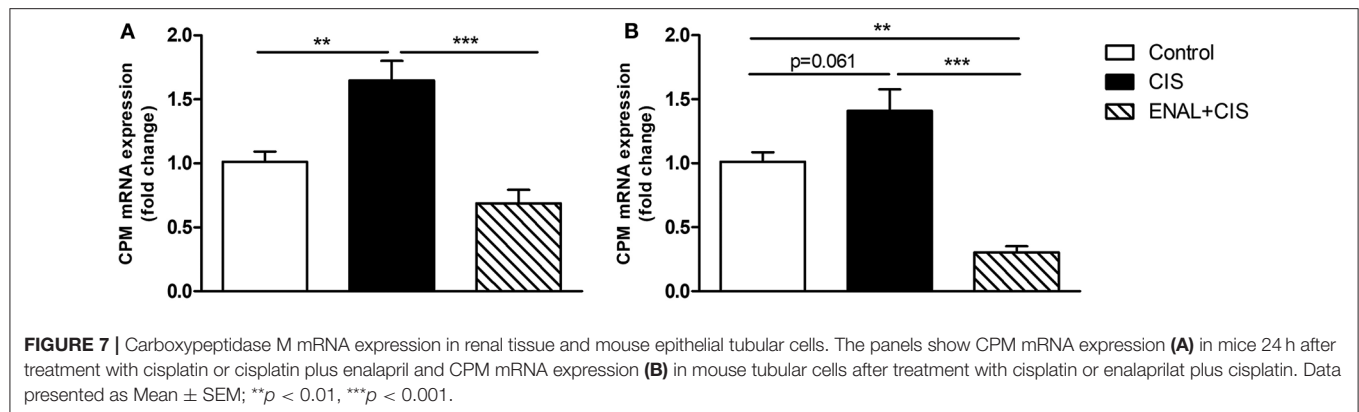 A
CPM mRNA expression
(fold change)
2.0
1.5
1.0
0.5
0.0
**
***
B
CPM mRNA expression
(fold change)
2.0
1.5
1.0
0.5
0.0
**
p=0.061
***
Control
CIS
ENAL+CIS
FIGURE 7 | Carboxypeptidase M mRNA expression in renal tissue and mouse epithelial tubular cells. The panels show CPM mRNA expression (A) in mice 24 h after
treatment with cisplatin or cisplatin plus enalapril and CPM mRNA expression (B) in mouse tubular cells after treatment with cisplatin or enalaprilat plus cisplatin. Data
presented as Mean ± SEM; **p < 0.01, ***p < 0.001.